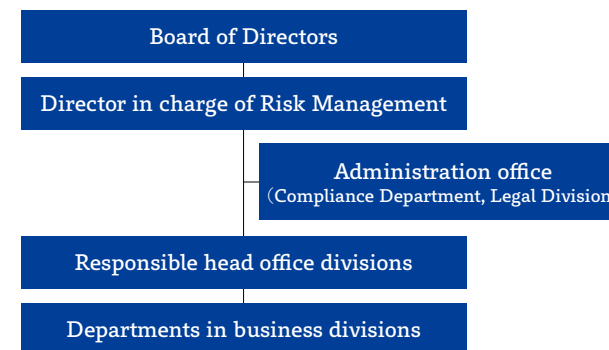 Board of Directors
Director in charge of Risk Management
Administration office
(Compliance Department, Legal Division
Responsible head office divisions
Departments in business divisions